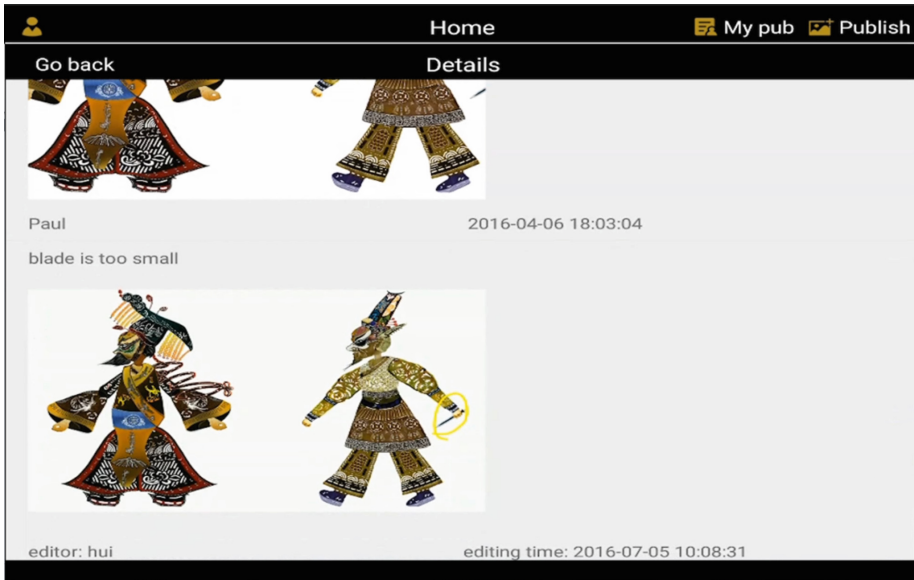 Home
My pub
Publish
Go back
Details
Paul
2016-04-06 18:03:04
blade is too small
editor: hui
editing time: 2016-07-05 10:08:31